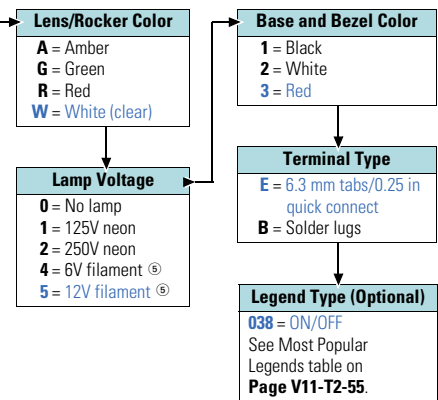 Lens/Rocker Color
A = Amber
G = Green
R = Red
W = White (clear)
Lamp Voltage
0 = No lamp
1 = 125V neon
2 = 250V neon
4 = 6V filament ⑤
5 = 12V filament ⑤
Base and Bezel Color
1 = Black
2 = White
3 = Red
Terminal Type
E = 6.3 mm tabs/0.25 in
quick connect
B = Solder lugs
Legend Type (Optional)
038 = ON/OFF
See Most Popular
Legends table on
Page V11-T2-55.